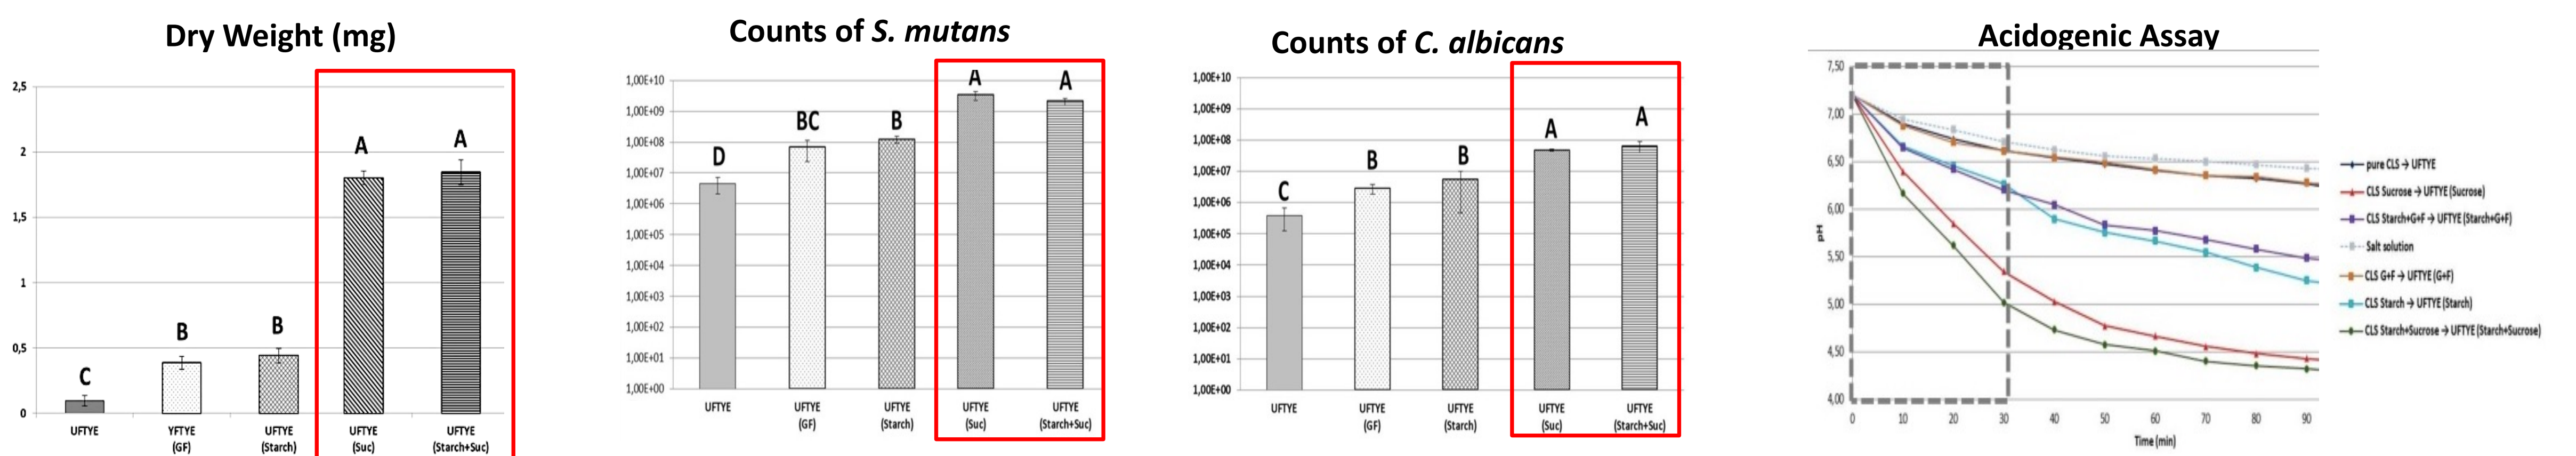 Dry Weight (mg)
2,5
2
1,5
1
0,5
0
C
B
B
A
A
UFTYE
YFTYE
(GF)
UFTYE
(Starch)
UFTYE
(Suc)
UFTYE
(Starch+Suc)
Counts of S. mutans
1,00E+10
1,00E+09
1,00E+08
1,00E+07
1,00E+06
1,00E+05
1,00E+04
1,00E+03
1,00E+02
1,00E+01
1,00E+00
D
BC
B
A
A
UFTYE
UFTYE
(GF)
UFTYE
(Starch)
UFTYE
(Suc)
UFTYE
(Starch+Suc)
Counts of C. albicans
1,00E+10
1,00E+09
1,00E+08
1,00E+07
1,00E+06
1,00E+05
1,00E+04
1,00E+03
1,00E+02
1,00E+01
1,00E+00
C
B
B
A
A
UFTYE
UFTYE
(GF)
UFTYE
(Starch)
UFTYE
(Suc)
UFTYE
(Starch+Suc)
Acidogenic Assay
7,50
7,00
6,50
6,00
5,50
5,00
4,50
4,00
pH
0 10 20 30 40 50 60 70 80 90
Time (min)
pure CLS → UFTYE
CLS Sucrose → UFTYE (Sucrose)
CLS Starch+G+F → UFTYE (Starch+G+F)
Salt solution
CLS G+F → UFTYE (G+F)
CLS Starch → UFTYE (Starch)
CLS Starch+Sucrose → UFTYE (Starch+Sucrose)